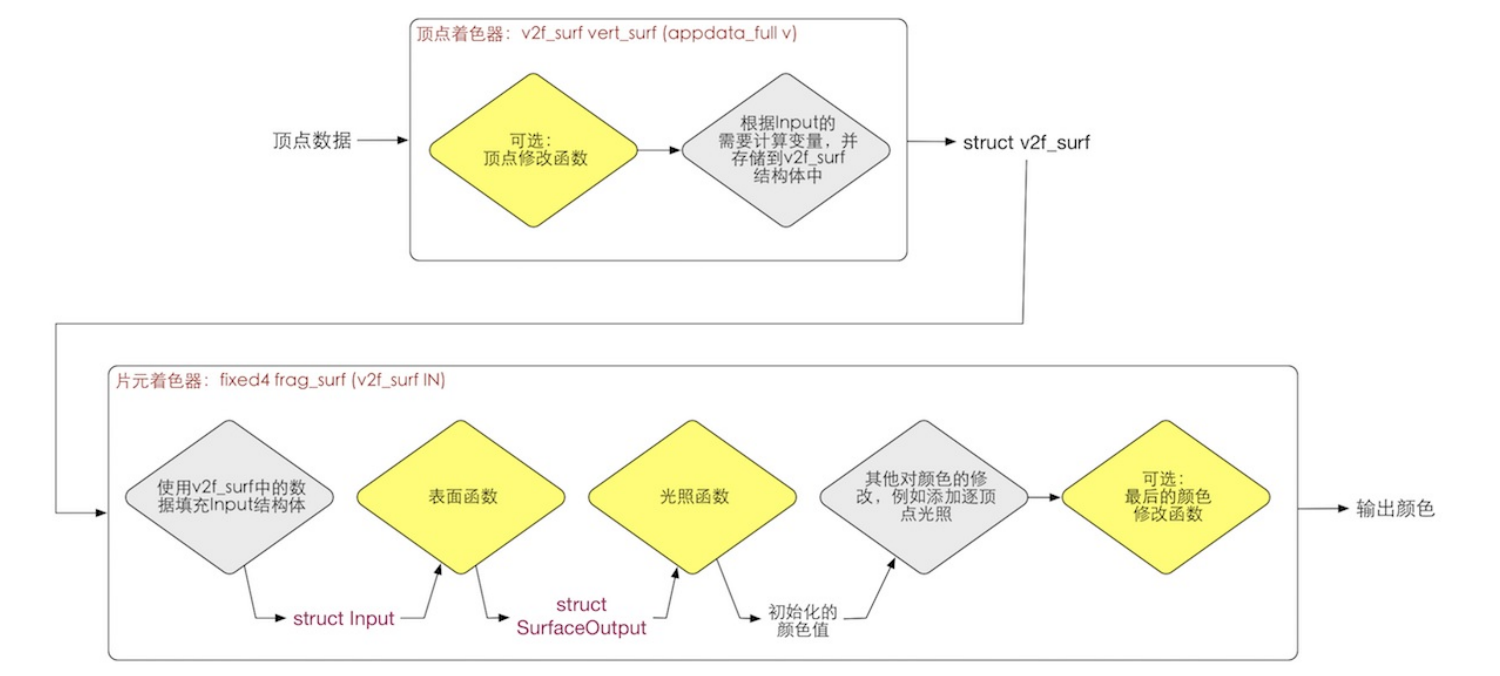 顶点着色器：v2f_surf vert_surf (appdata_full v)
顶点数据
可选：
顶点修改函数
根据Input的
需要计算变量，并
存储到v2f_surf
结构体中
struct v2f_surf
片元着色器：fixed4 frag_surf (v2f_surf IN)
使用v2f_surf中的数
据填充Input结构体
表面函数
光照函数
其他对颜色的修
改，例如添加逐顶
点光照
可选：
最后的颜色
修改函数
输出颜色
struct Input
struct
SurfaceOutput
初始化的
颜色值